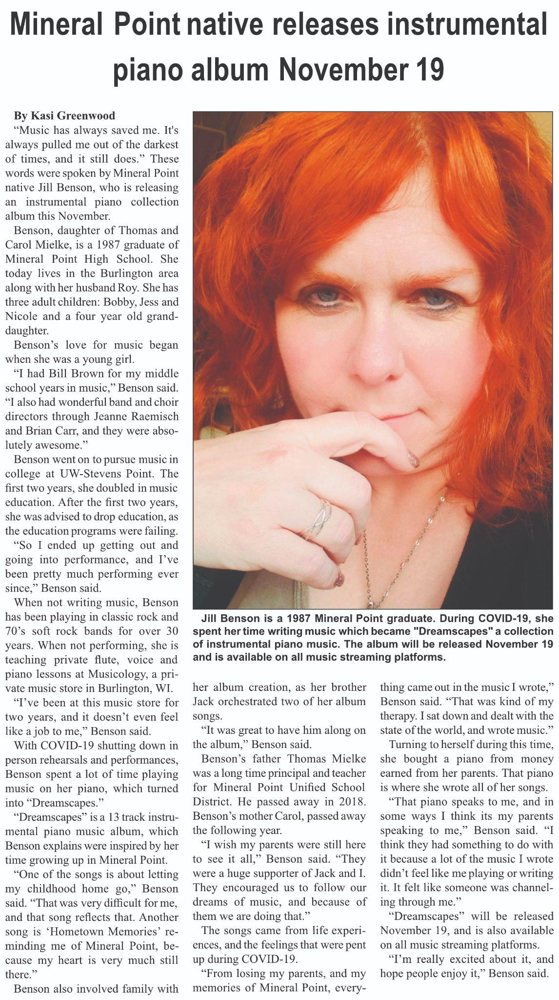 Mineral Point native releases instrumental
piano album November 19
By Kasi Greenwood
“Music has always saved me. It's
always pulled me out of the darkest
of times, and it still does.” These
words were spoken by Mineral Point
native Jill Benson, who is releasing
an instrumental piano collection
album this November.
Benson, daughter of Thomas and
Carol Mielke, is a 1987 graduate of
Mineral Point High School. She
today lives in the Burlington area
along with her husband Roy. She has
three adult children: Bobby, Jess and
Nicole and a four year old grand-
daughter.
Benson’s love for music began
when she was a young girl.
“I had Bill Brown for my middle
school years in music,” Benson said.
“I also had wonderful band and choir
directors through Jeanne Raemisch
and Brian Carr, and they were abso-
lutely awesome.”
Benson went on to pursue music in
college at UW-Stevens Point. The
first two years, she doubled in music
education. After the first two years,
she was advised to drop education, as
the education programs were failing.
“So I ended up getting out and
going into performance, and I’ve
been pretty much performing ever
since,” Benson said.
When not writing music, Benson
has been playing in classic rock and
70’s soft rock bands for over 30
years. When not performing, she is
teaching private flute, voice and
piano lessons at Musicology, a pri-
vate music store in Burlington, WI.
“I’ve been at this music store for
two years, and it doesn’t even feel
like a job to me,” Benson said.
With COVID-19 shutting down in
person rehearsals and performances,
Benson spent a lot of time playing
music on her piano, which turned
into “Dreamscapes.”
“Dreamscapes” is a 13 track instru-
mental piano music album, which
Benson explains were inspired by her
time growing up in Mineral Point.
“One of the songs is about letting
my childhood home go,” Benson
said. “That was very difficult for me,
and that song reflects that. Another
song is ‘Hometown Memories’ re-
minding me of Mineral Point, be-
cause my heart is very much still
there.”
Benson also involved family with
Jill Benson is a 1987 Mineral Point graduate. During COVID-19, she
spent her time writing music which became "Dreamscapes" a collection
of instrumental piano music. The album will be released November 19
and is available on all music streaming platforms.
her album creation, as her brother
Jack orchestrated two of her album
songs.
“It was great to have him along on
the album,” Benson said.
Benson’s father Thomas Mielke
was a long time principal and teacher
for Mineral Point Unified School
District. He passed away in 2018.
Benson’s mother Carol, passed away
the following year.
“I wish my parents were still here
to see it all,” Benson said. “They
were a huge supporter of Jack and I.
They encouraged us to follow our
dreams of music, and because of
them we are doing that.”
The songs came from life experi-
ences, and the feelings that were pent
up during COVID-19.
“From losing my parents, and my
memories of Mineral Point, every-
thing came out in the music I wrote,”
Benson said. “That was kind of my
therapy. I sat down and dealt with the
state of the world, and wrote music.”
Turning to herself during this time,
she bought a piano from money
earned from her parents. That piano
is where she wrote all of her songs.
“That piano speaks to me, and in
some ways I think its my parents
speaking to me,” Benson said. “I
think they had something to do with
it because a lot of the music I wrote
didn’t feel like me playing or writing
it. It felt like someone was channel-
ing through me.”
“Dreamscapes” will be released
November 19, and is also available
on all music streaming platforms.
“I’m really excited about it, and
hope people enjoy it,” Benson said.